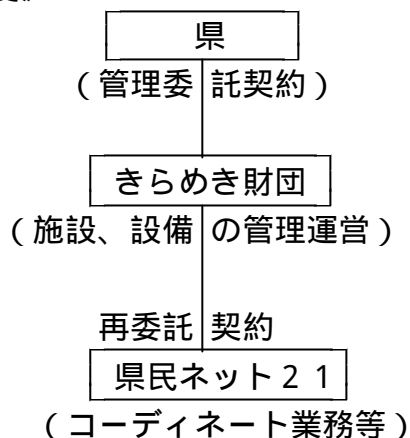 県
（管理委託契約）
きらめき財団
（施設、設備の管理運営）
再委託契約
県民ネット２１
（コーディネート業務等）